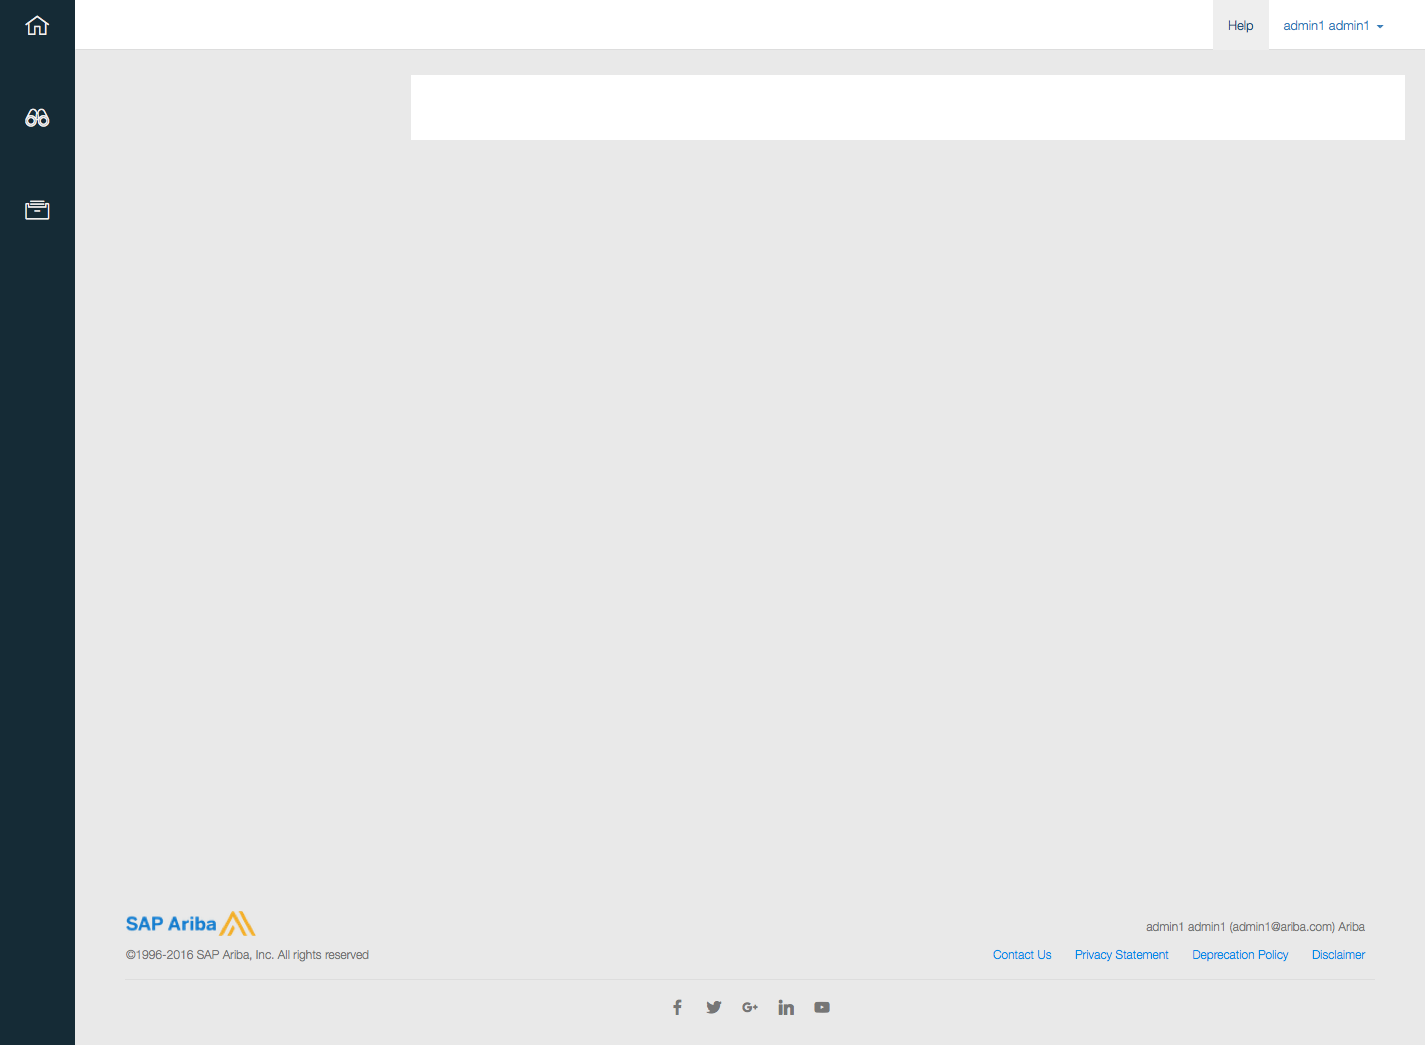 Help
admin1 admin1
SAP Ariba
admin1 admin1 (admin1@ariba.com) Ariba
©1996-2016 SAP Ariba, Inc. All rights reserved
Contact Us Privacy Statement Deprecation Policy Disclaimer